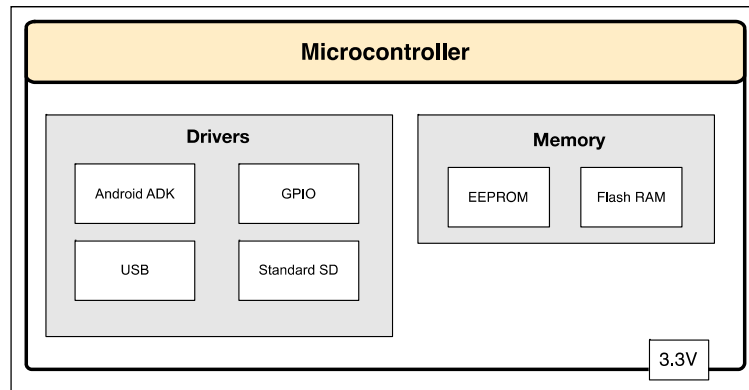 Microcontroller
Drivers
Memory
Android ADK
GPIO
EEPROM
Flash RAM
USB
Standard SD
3.3V